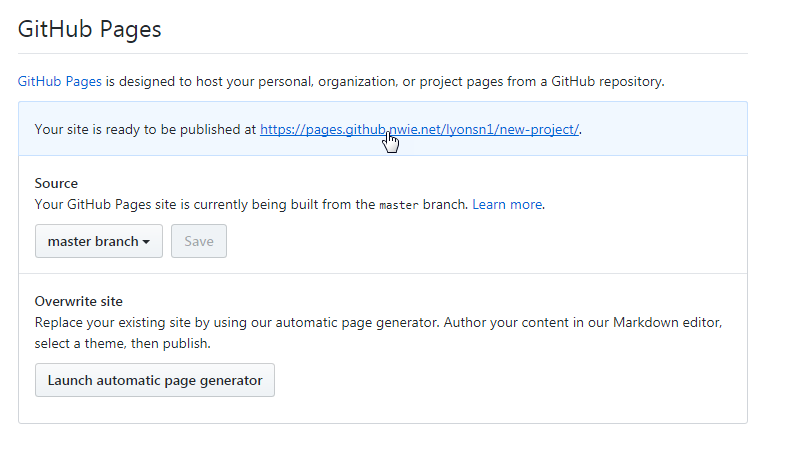 GitHub Pages
GitHub Pages is designed to host your personal, organization, or project pages from a GitHub repository.
Your site is ready to be published at https://pages.github.nwie.net/lyonsn1/new-project/.
Source
Your GitHub Pages site is currently being built from the master branch. Learn more.
master branch
Save
Overwrite site
Replace your existing site by using our automatic page generator. Author your content in our Markdown editor,
select a theme, then publish.
Launch automatic page generator